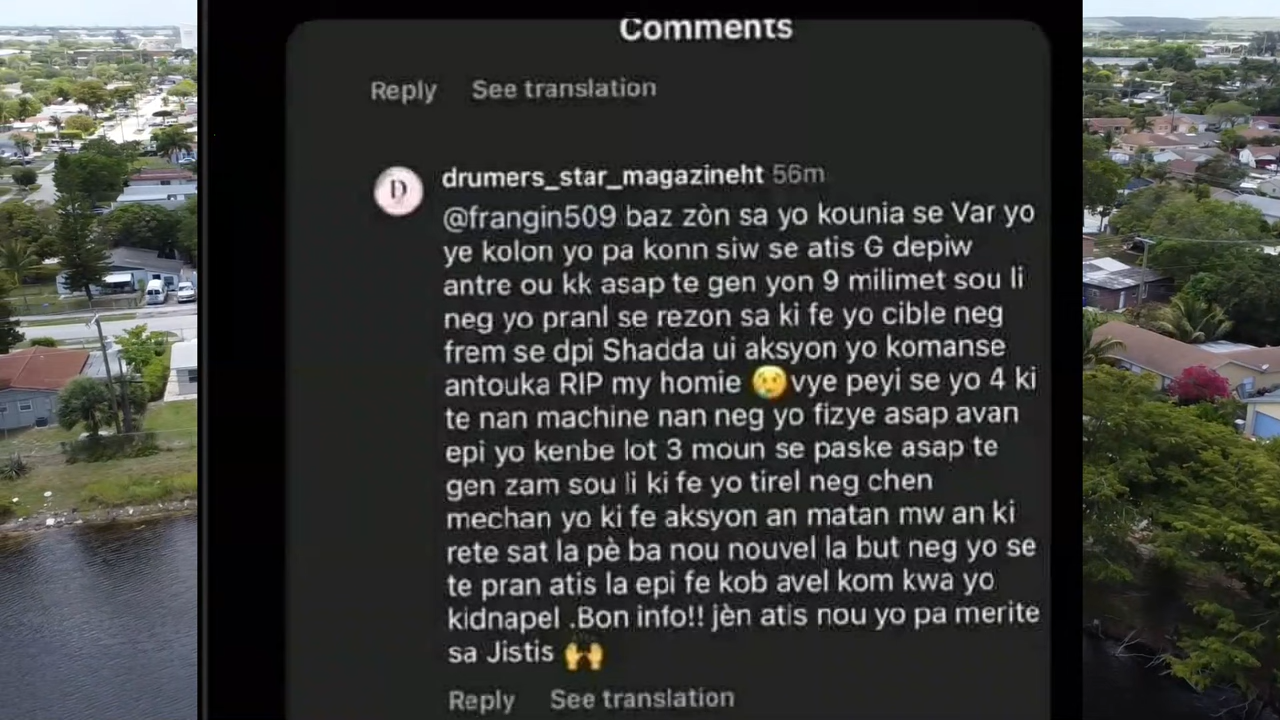 Comments
Reply See translation
drumers_star_magazineht 56m
@frangin509 baz zòn sa yo kounia se Var yo
ye kolon yo pa konn siw se atis G depiw
antre ou kk asap te gen yon 9 milimet sou li
neg yo pranl se rezon sa ki fe yo cible neg
frem se dpi Shadda ui aksyon yo komanse
antouka RIP my homie 😢vye peyi se yo 4 ki
te nan machine nan neg yo fizye asap avan
epi yo kenbe lot 3 moun se paske asap te
gen zam sou li ki fe yo tirel neg chen
mechan yo ki fe aksyon an matan mw an ki
rete sat la pè ba nou nouvel la but neg yo se
te pran atis la epi fe kob avel kom kwa yo
kidnapel .Bon info!! jèn atis nou yo pa merite
sa Jistis 🙌
Reply See translation